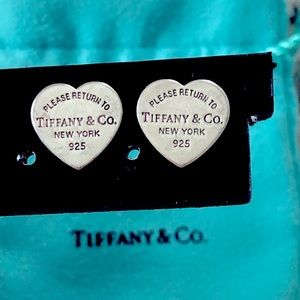 PLEASE RETURN TO
TIFFANY & CO.
NEW YORK
925
PLEASE RETURN TO
TIFFANY & CO.
NEW YORK
925
TIFFANY & CO.